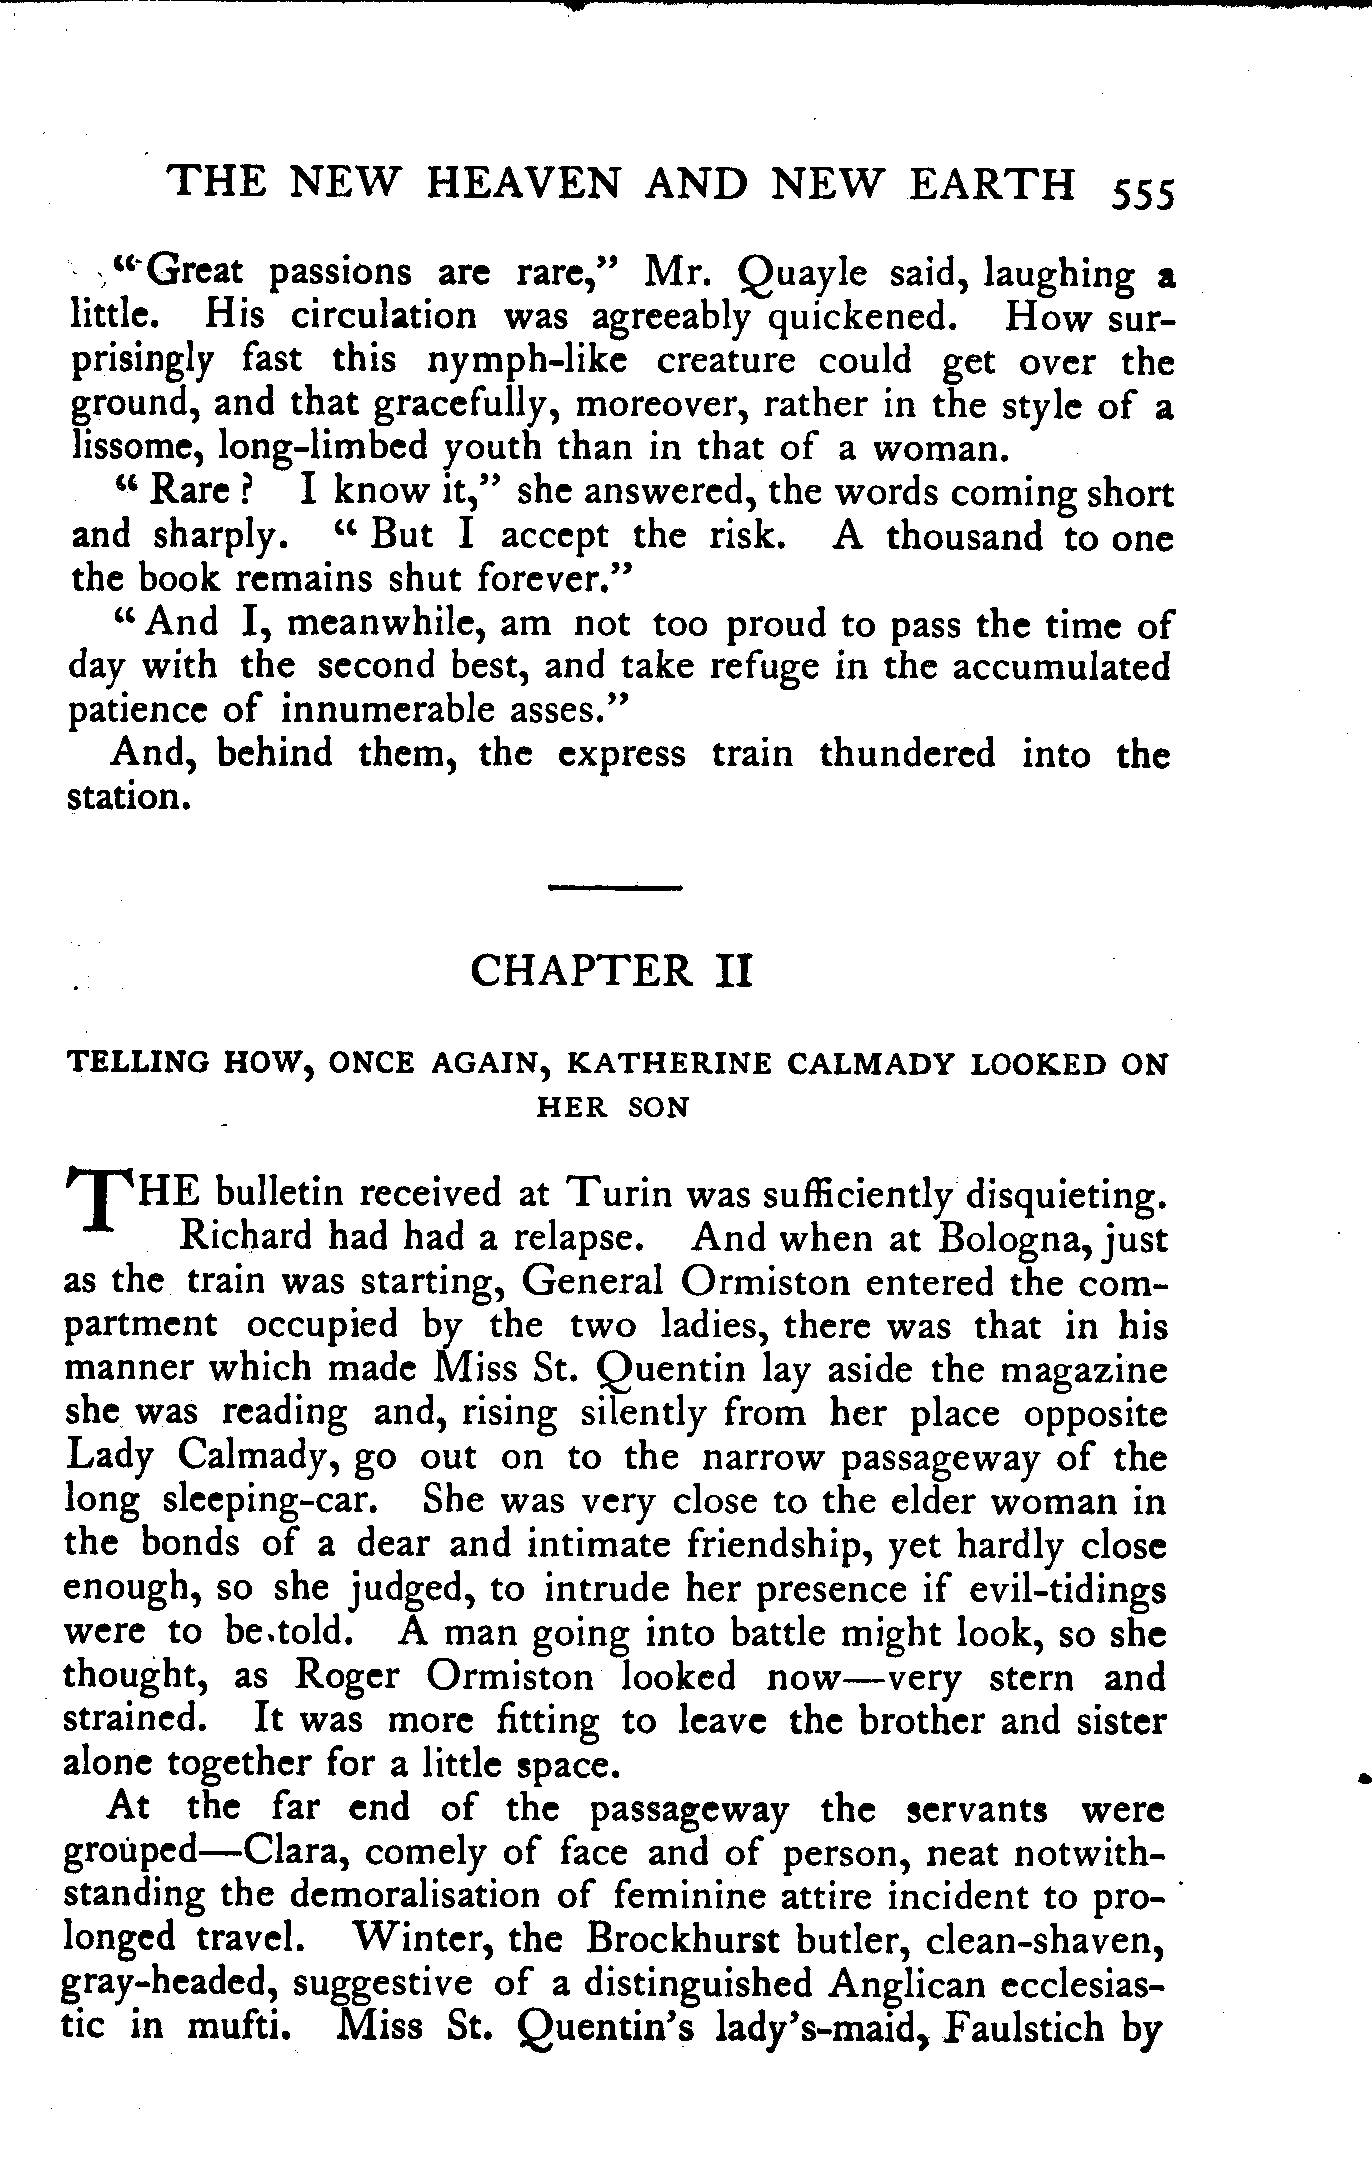 THE NEW HEAVEN AND NEW EARTH 555
“Great passions are rare,” Mr. Quayle said, laughing a
little. His circulation was agreeably quickened. How sur-
prisingly fast this nymph-like creature could get over the
ground, and that gracefully, moreover, rather in the style of a
lissome, long-limbed youth than in that of a woman.
“ Rare ? I know it,” she answered, the words coming short
and sharply. “ But I accept the risk. A thousand to one
the book remains shut forever.”
“ And I, meanwhile, am not too proud to pass the time of
day with the second best, and take refuge in the accumulated
patience of innumerable asses.”
And, behind them, the express train thundered into the
station.
CHAPTER II
TELLING HOW, ONCE AGAIN, KATHERINE CALMADY LOOKED ON
HER SON
THE bulletin received at Turin was sufficiently disquieting.
Richard had had a relapse. And when at Bologna, just
as the train was starting, General Ormiston entered the com-
partment occupied by the two ladies, there was that in his
manner which made Miss St. Quentin lay aside the magazine
she was reading and, rising silently from her place opposite
Lady Calmady, go out on to the narrow passageway of the
long sleeping-car. She was very close to the elder woman in
the bonds of a dear and intimate friendship, yet hardly close
enough, so she judged, to intrude her presence if evil-tidings
were to be told. A man going into battle might look, so she
thought, as Roger Ormiston looked now—very stern and
strained. It was more fitting to leave the brother and sister
alone together for a little space.
At the far end of the passageway the servants were
grouped—Clara, comely of face and of person, neat notwith-
standing the demoralisation of feminine attire incident to pro-
longed travel. Winter, the Brockhurst butler, clean-shaven,
gray-headed, suggestive of a distinguished Anglican ecclesias-
tic in mufti. Miss St. Quentin’s lady’s-maid, Faulstich by